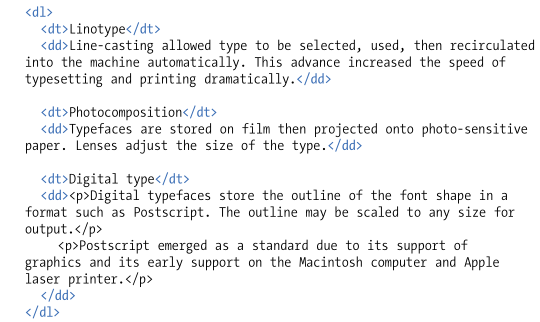 <dl>
<dt>Linotype</dt>
<dd>Line-casting allowed type to be selected, used, then recirculated
into the machine automatically. This advance increased the speed of
typesetting and printing dramatically.</dd>
<dt>Photocomposition</dt>
<dd>Typefaces are stored on film then projected onto photo-sensitive
paper. Lenses adjust the size of the type.</dd>
<dt>Digital type</dt>
<dd><p>Digital typefaces store the outline of the font shape in a
format such as Postscript. The outline may be scaled to any size for
output.</p>
<p>Postscript emerged as a standard due to its support of
graphics and its early support on the Macintosh computer and Apple
laser printer.</p>
</dd>
</dl>